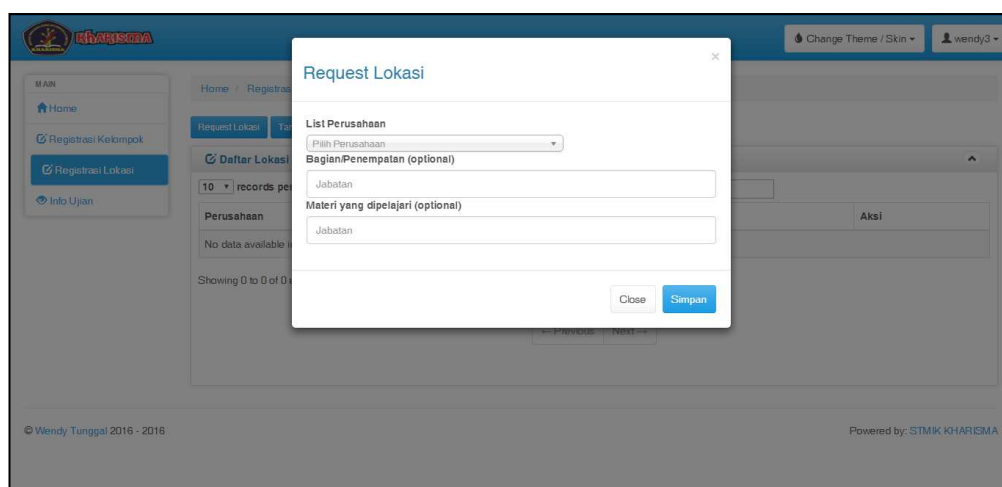 KHARISMA
Change Theme / Skin
wendy3
MAIN
Home
Registrasi Kelompok
Registrasi Lokasi
Info Ujian
Home / Registras
Request Lokasi
Daftar Lokasi
10 records per
Perusahaan
Aksi
No data available
Showing 0 to 0 of 0
← Previous Next →
×
Request Lokasi
List Perusahaan
Pilih Perusahaan
Bagian/Penempatan (optional)
Jabatan
Materi yang dipelajari (optional)
Jabatan
Close Simpan
© Wendy Tunggal 2016 - 2016
Powered by: STMIK KHARISMA